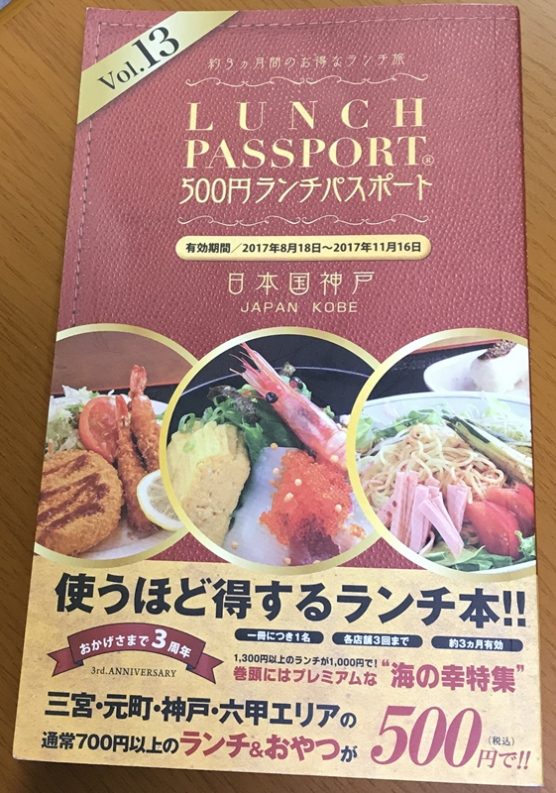 Vol.13
約3ヵ月間のお得なランチ旅
LUNCH
PASSPORT®
500円ランチパスポート
有効期間/2017年8月18日~2017年11月16日
日本国神戸
JAPAN KOBE
使うほど得するランチ本!!
おかげさまで3周年
3rd.ANNIVERSARY
一冊につき1名 各店舗3回まで 約3ヵ月有効
1,300円以上のランチが1,000円で!
巻頭にはプレミアムな“海の幸特集”
三宮・元町・神戸・六甲エリアの
通常700円以上のランチ&おやつが500円で!!
(税込)